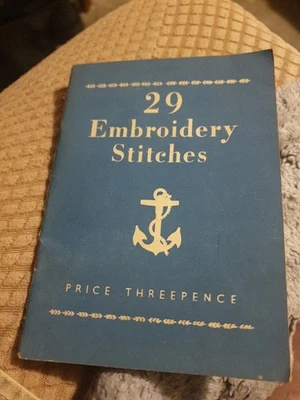 29
Embroidery
Stitches
PRICE THREEPENCE